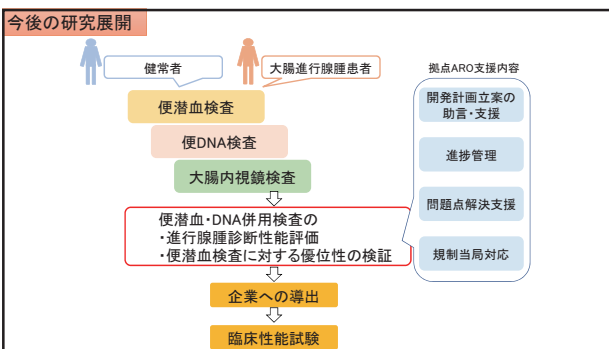 今後の研究展開
健常者
大腸進行腺腫患者
便潜血検査
便DNA検査
大腸内視鏡検査
便潜血・DNA併用検査の
・進行腺腫診断性能評価
・便潜血検査に対する優位性の検証
企業への導出
臨床性能試験
拠点ARO支援内容
開発計画立案の
助言・支援
進捗管理
問題点解決支援
規制当局対応